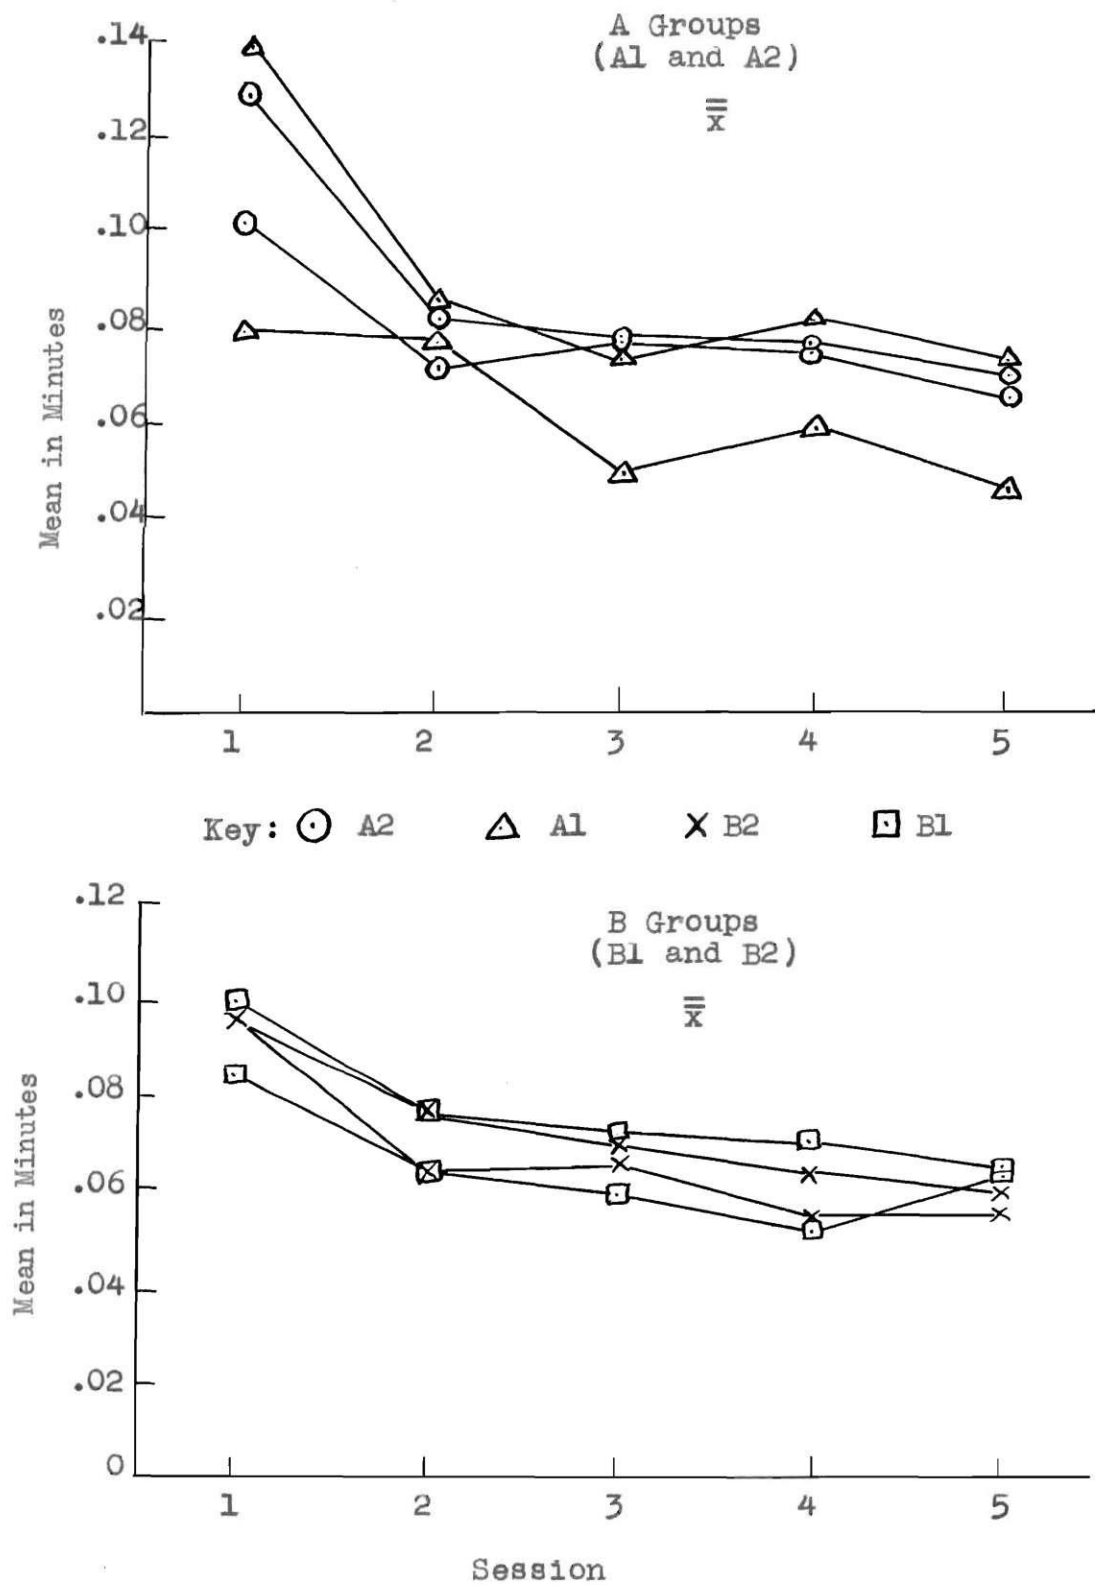 A Groups
(A1 and A2)
x
.14
.12
.10
.08
.06
.04
.02
Mean in Minutes
1 2 3 4 5
Key: A2 A1 B2 B1
B Groups
(B1 and B2)
x
.12
.10
.08
.06
.04
.02
0
Mean in Minutes
1 2 3 4 5
Session